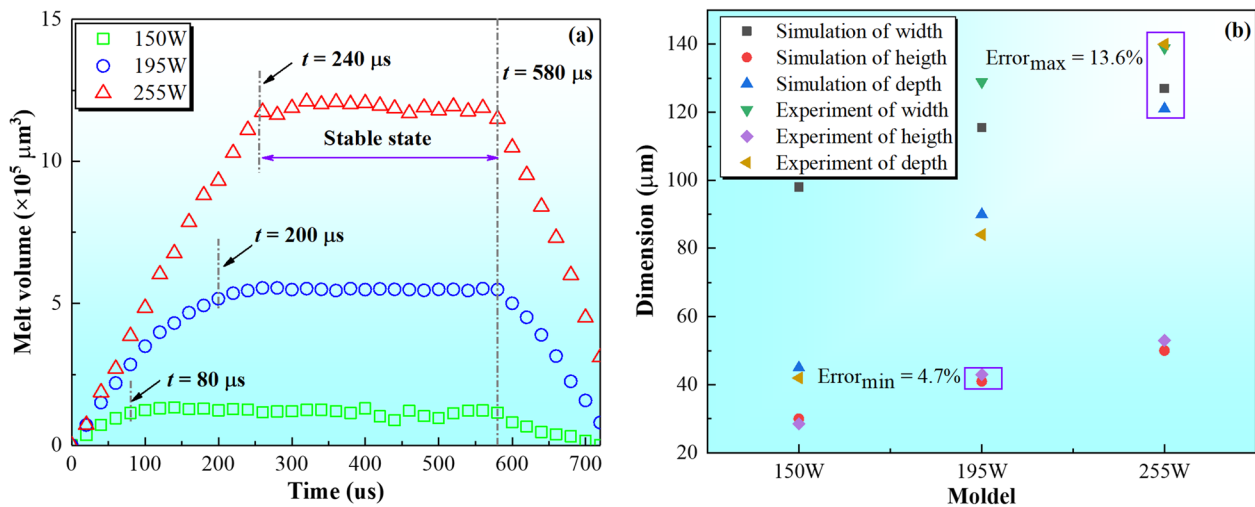 (a)
150W
195W
255W
t = 240 μs
t = 580 μs
Stable state
t = 200 μs
t = 80 μs
15
10
5
0
Melt volume (×10⁵ μm³)
0 100 200 300 400 500 600 700
Time (us)
(b)
Simulation of width
Simulation of heigth
Simulation of depth
Experiment of width
Experiment of heigth
Experiment of depth
Errormax = 13.6%
Errormin = 4.7%
140
120
100
80
60
40
20
Dimension (μm)
150W 195W 255W
Moldel